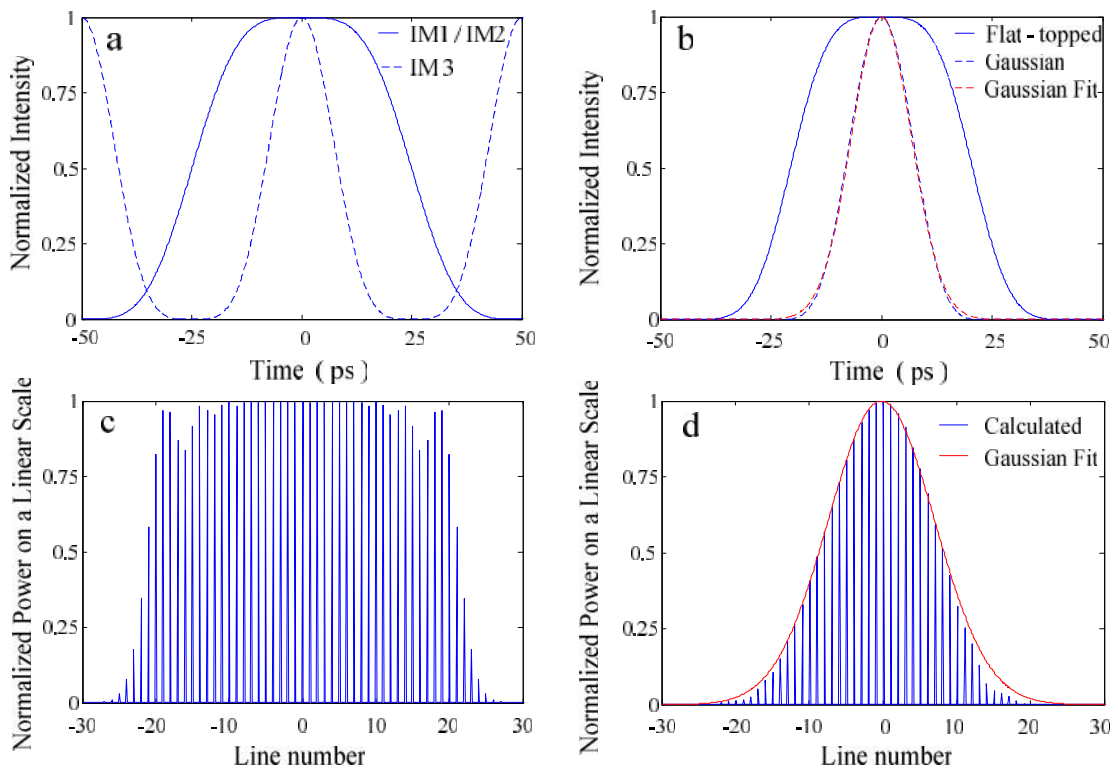 a
IM1 / IM2
IM 3
Normalized Intensity
1
0.75
0.5
0.25
0
-50
-25
0
25
50
Time ( ps )
b
Flat - topped
Gaussian
Gaussian Fit
Normalized Intensity
1
0.75
0.5
0.25
0
-50
-25
0
25
50
Time ( ps )
c
Normalized Power on a Linear Scale
1
0.75
0.5
0.25
0
-30
-20
-10
0
10
20
30
Line number
d
Calculated
Gaussian Fit
Normalized Power on a Linear Scale
1
0.75
0.5
0.25
0
-30
-20
-10
0
10
20
30
Line number